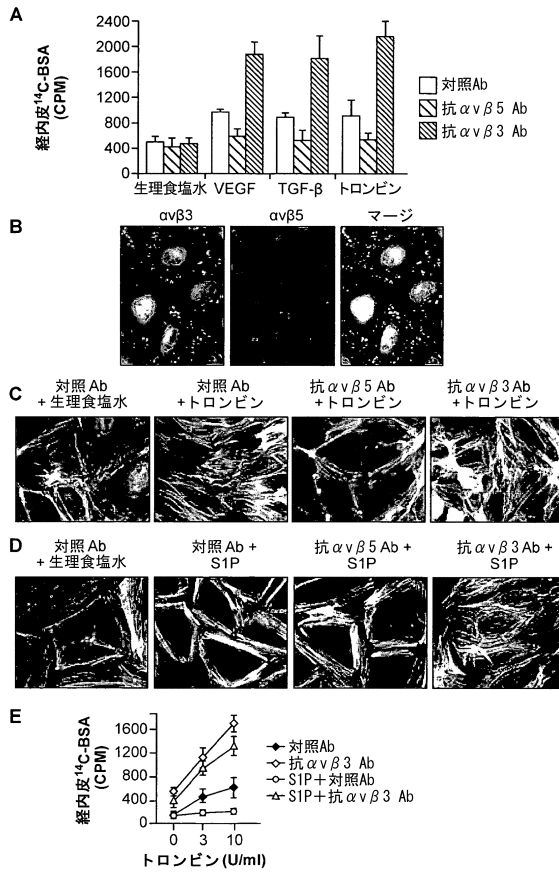 A
経内皮¹⁴C-BSA
(CPM)
2400
2000
1600
1200
800
400
0
生理食塩水 VEGF TGF-β トロンビン
対照Ab
抗αvβ5 Ab
抗αvβ3 Ab
B
αvβ3 αvβ5 マージ
C
対照 Ab
+ 生理食塩水
対照 Ab
+トロンビン
抗αvβ5 Ab
+トロンビン
抗αvβ3 Ab
+トロンビン
D
対照 Ab
+ 生理食塩水
対照 Ab +
S1P
抗αvβ5 Ab +
S1P
抗αvβ3 Ab +
S1P
E
経内皮¹⁴C-BSA
(CPM)
1600
1200
800
400
0
0 3 10
トロンビン (U/ml)
対照Ab
抗αvβ3 Ab
S1P+対照Ab
S1P+抗αvβ3 Ab